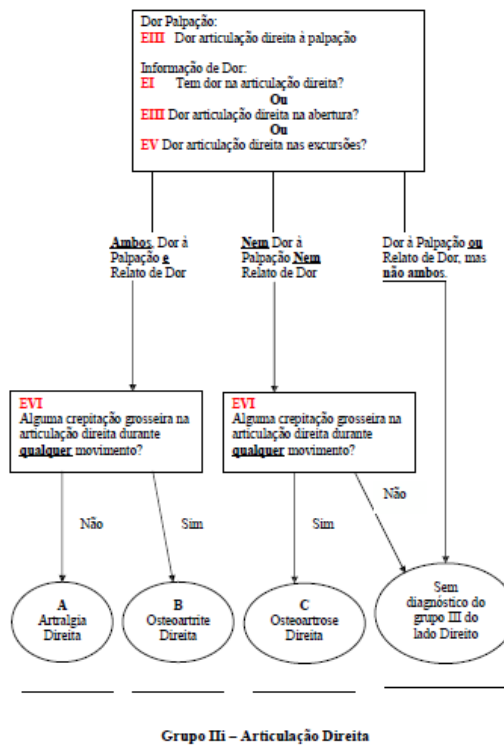 Dor Palpação:
EIII Dor articulação direita à palpação
Informação de Dor:
EI Tem dor na articulação direita?
Ou
EIII Dor articulação direita na abertura?
Ou
EV Dor articulação direita nas excursões?
Ambos, Dor à
Palpação e
Relato de Dor
Nem Dor à
Palpação Nem
Relato de Dor
Dor à Palpação ou
Relato de Dor, mas
não ambos.
EVI
Alguma crepitação grosseira na
articulação direita durante
qualquer movimento?
EVI
Alguma crepitação grosseira na
articulação direita durante
qualquer movimento?
Não
Sim
Sim
Não
A
Artralgia
Direita
B
Osteoartrite
Direita
C
Osteoartrose
Direita
Sem
diagnóstico do
grupo III do
lado Direito
Grupo IIi – Articulação Direita